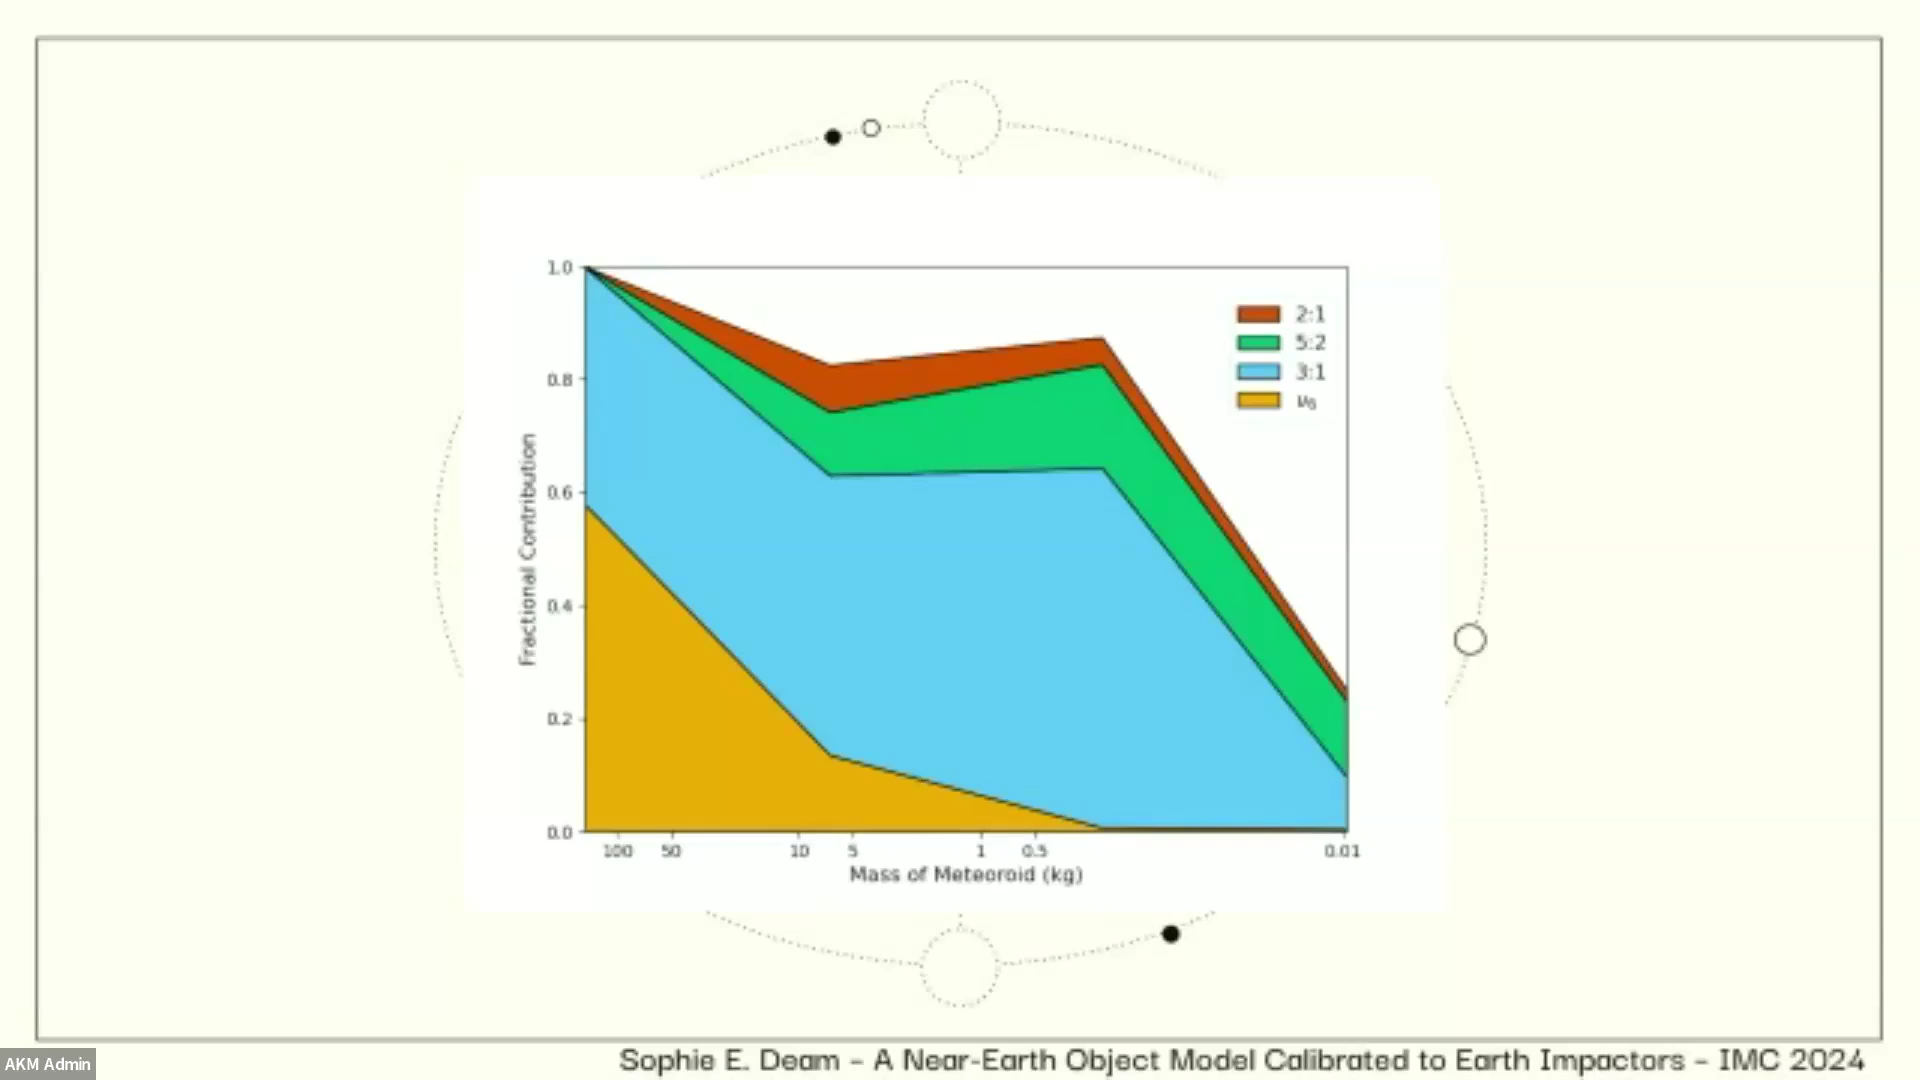 1.0
2:1
5:2
3:1
ν₆
0.8
0.6
0.4
0.2
0.0
Fractional Contribution
100 50 10 5 1 0.5 0.01
Mass of Meteoroid (kg)
Sophie E. Deam – A Near-Earth Object Model Calibrated to Earth Impactors – IMC 2024
AKM Admin